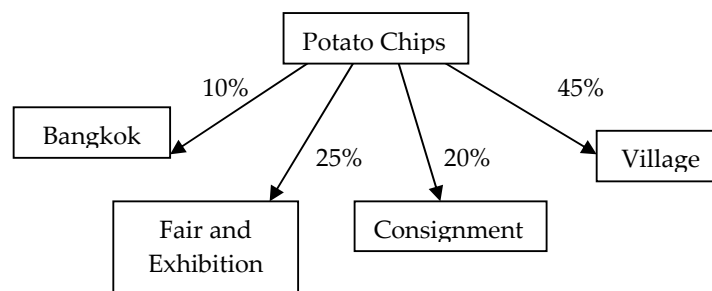 Potato Chips
10%
45%
Bangkok
25%
20%
Village
Fair and
Exhibition
Consignment